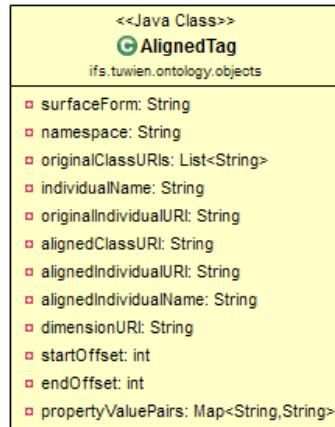 <<Java Class>>
C AlignedTag
ifs.tuwien.ontology.objects
surfaceForm: String
namespace: String
originalClassURIs: List<String>
individualName: String
originalIndividualURI: String
alignedClassURI: String
alignedIndividualURI: String
alignedIndividualName: String
dimensionURI: String
startOffset: int
endOffset: int
propertyValuePairs: Map<String,String>